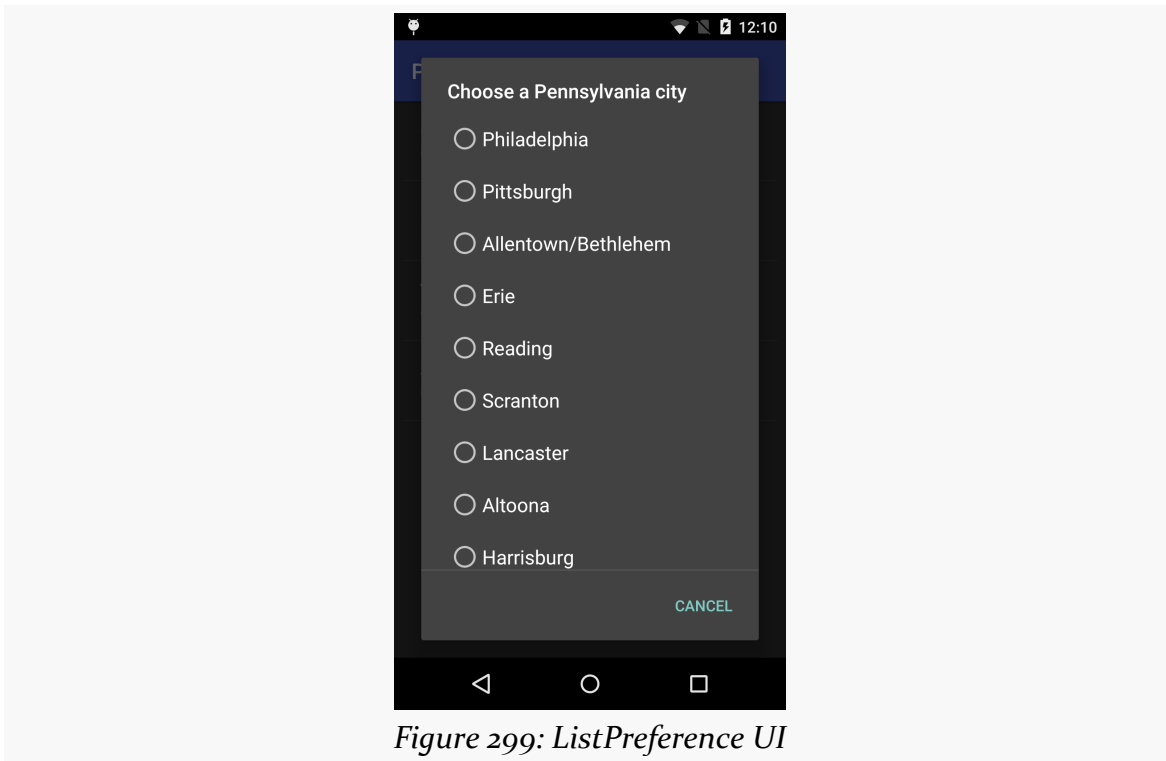 12:10
P
Choose a Pennsylvania city
Philadelphia
Pittsburgh
Allentown/Bethlehem
Erie
Reading
Scranton
Lancaster
Altoona
Harrisburg
CANCEL
Figure 299: ListPreference UI